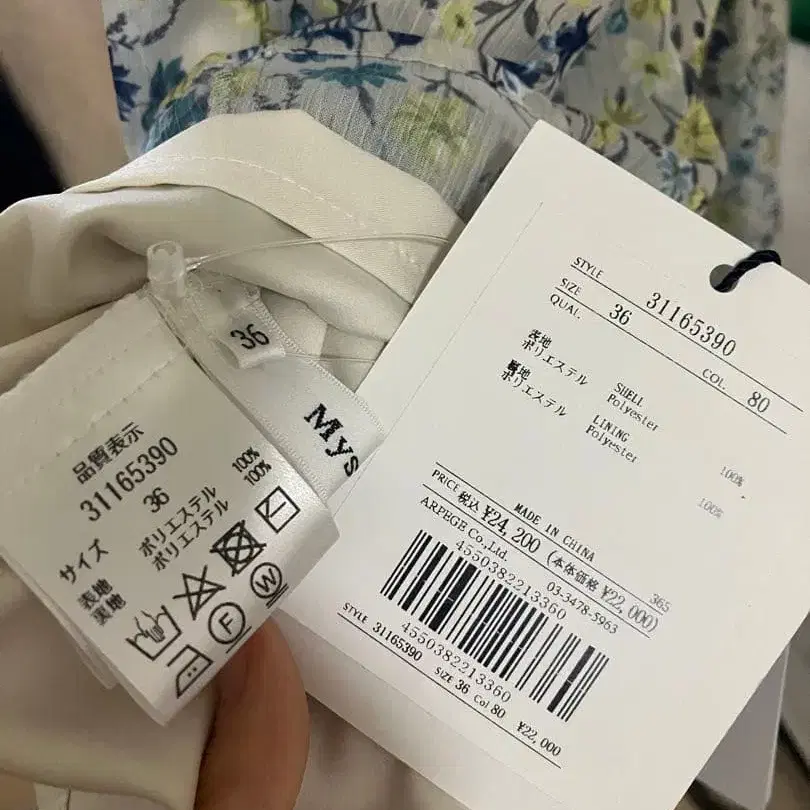 36
Mys
品質表示
31165390
サイズ 36
表地 ポリエステル 100%
裏地 ポリエステル 100%
F
W
STYLE 31165390
SIZE 36 COL. 80
QUAL.
表地 SHELL
ポリエステル Polyester 100%
裏地 LINING
ポリエステル Polyester 100%
MADE IN CHINA
365
PRICE 税込 ¥24,200 (本体価格 ¥22,000)
ARPEGE Co.,Ltd. 03-3478-5963
4550382213360
4550382213360
STYLE 31165390 SIZE 36 Col 80
¥22,000